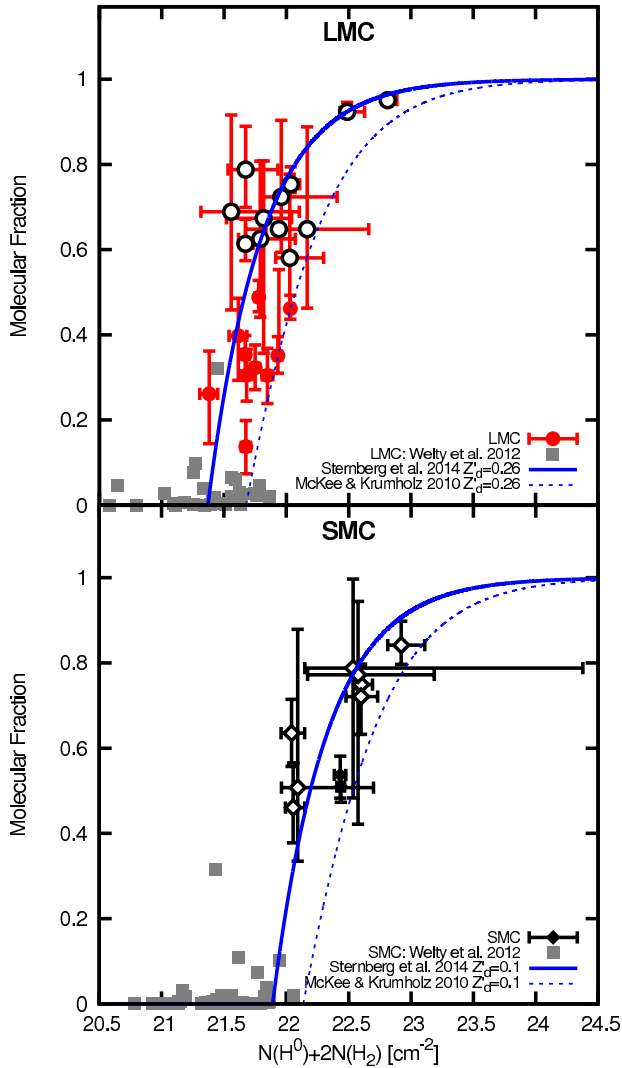 LMC
Molecular Fraction
1
0.8
0.6
0.4
0.2
0
LMC
LMC: Welty et al. 2012
Sternberg et al. 2014 Z'd=0.26
McKee & Krumholz 2010 Z'd=0.26
SMC
Molecular Fraction
1
0.8
0.6
0.4
0.2
0
SMC
SMC: Welty et al. 2012
Sternberg et al. 2014 Z'd=0.1
McKee & Krumholz 2010 Z'd=0.1
20.5 21 21.5 22 22.5 23 23.5 24 24.5
N(H⁰)+2N(H₂) [cm⁻²]